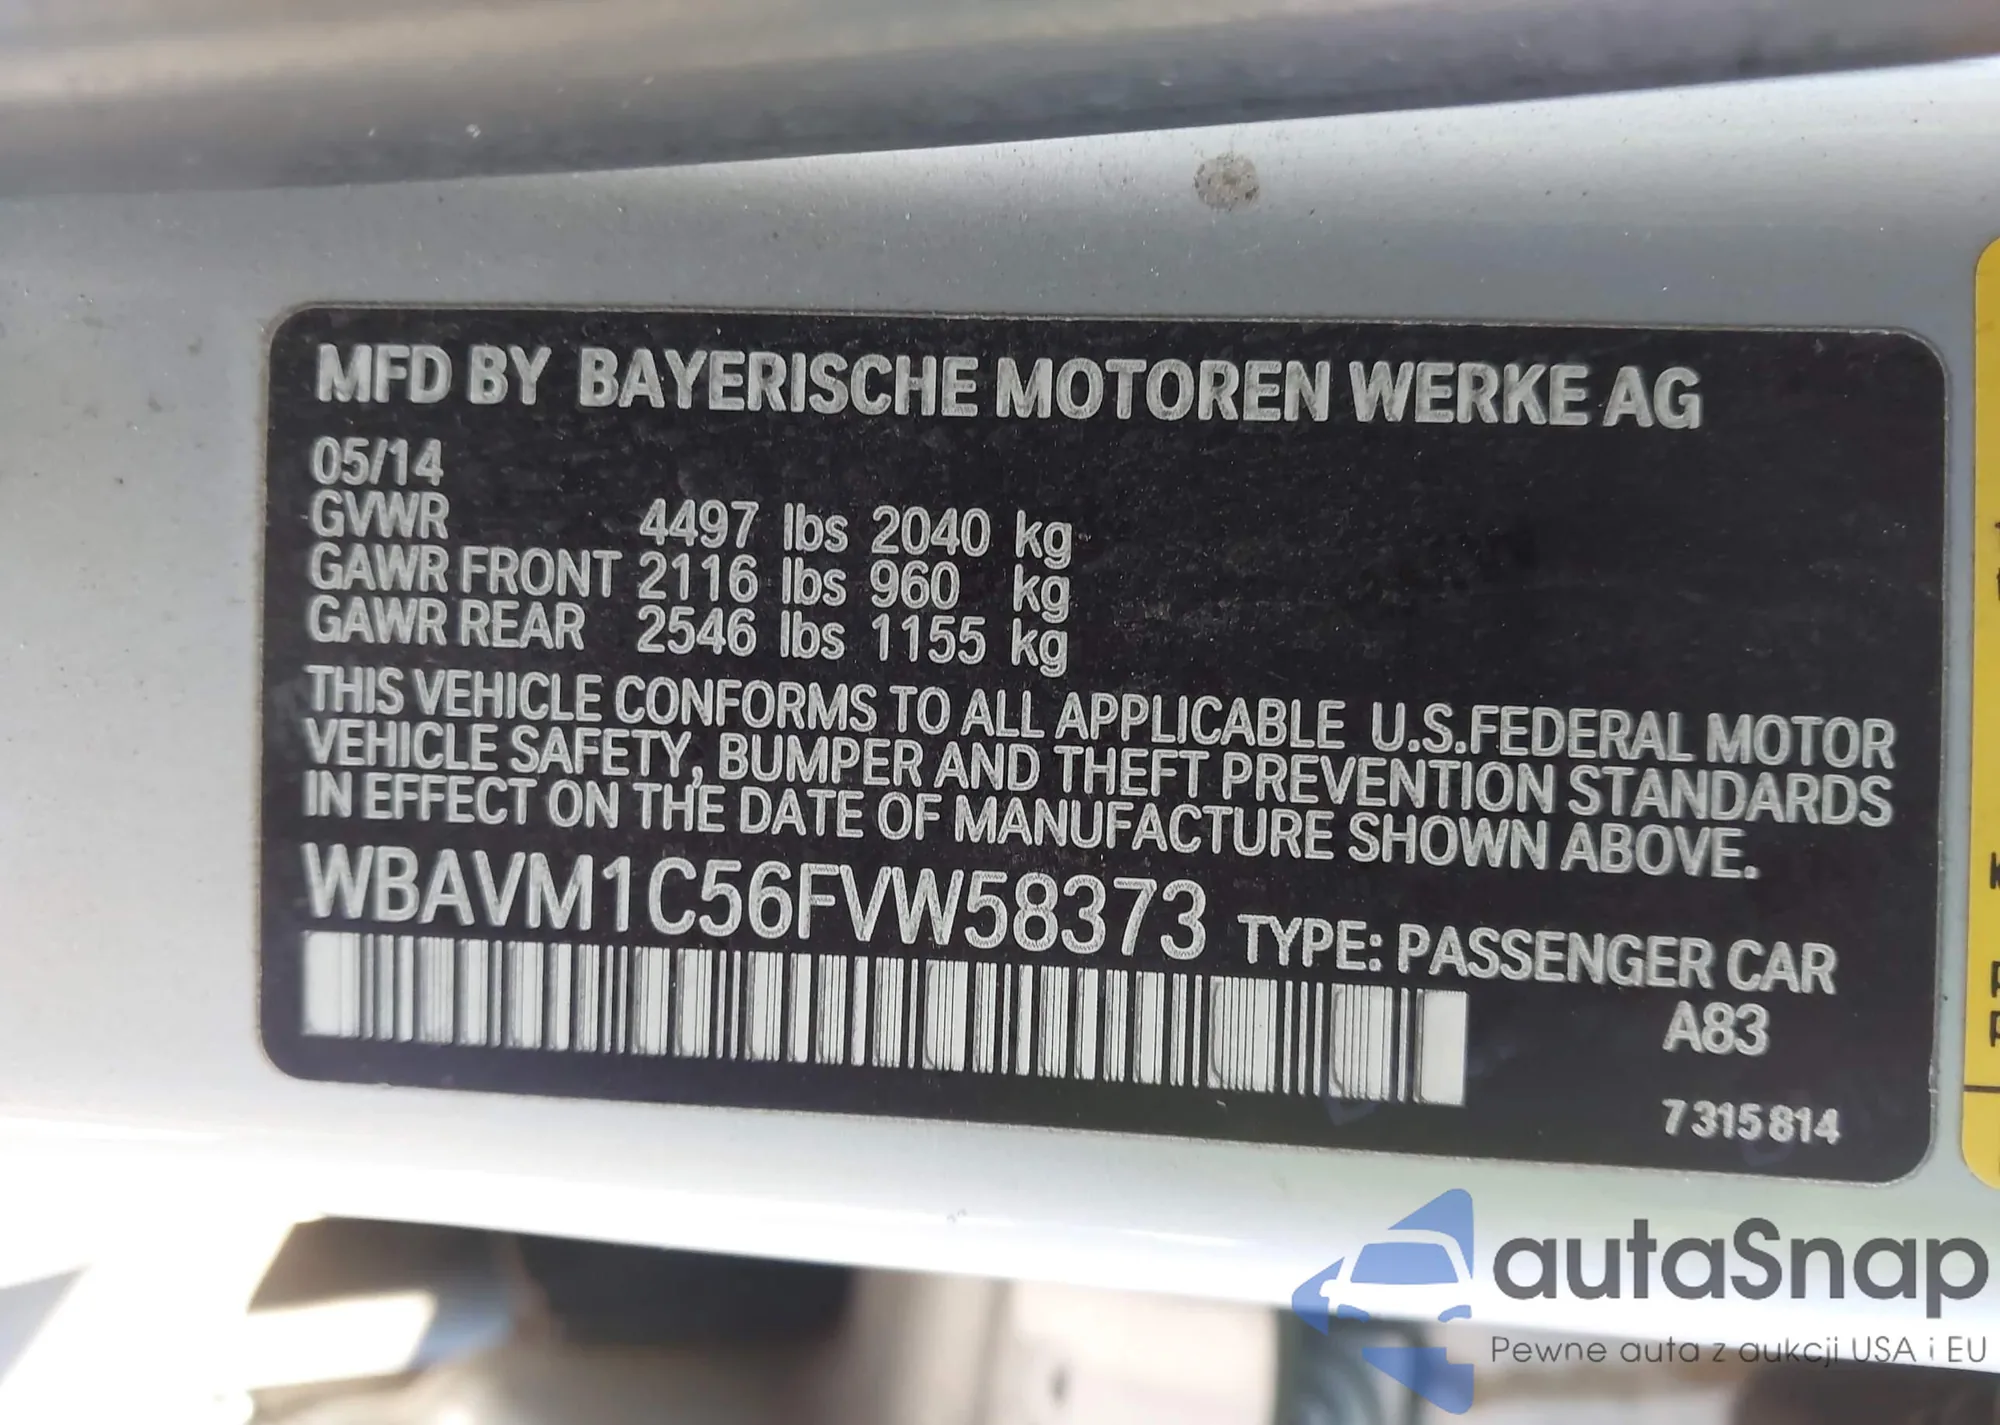 MFD BY BAYERISCHE MOTOREN WERKE AG
05/14
GVWR 4497 lbs 2040 kg
GAWR FRONT 2116 lbs 960 kg
GAWR REAR 2546 lbs 1155 kg
THIS VEHICLE CONFORMS TO ALL APPLICABLE U.S.FEDERAL MOTOR
VEHICLE SAFETY, BUMPER AND THEFT PREVENTION STANDARDS
IN EFFECT ON THE DATE OF MANUFACTURE SHOWN ABOVE.
WBAVM1C56FVW58373 TYPE: PASSENGER CAR
A83
7 315 814
autaSnap
Pewne auta z aukcji USA i EU